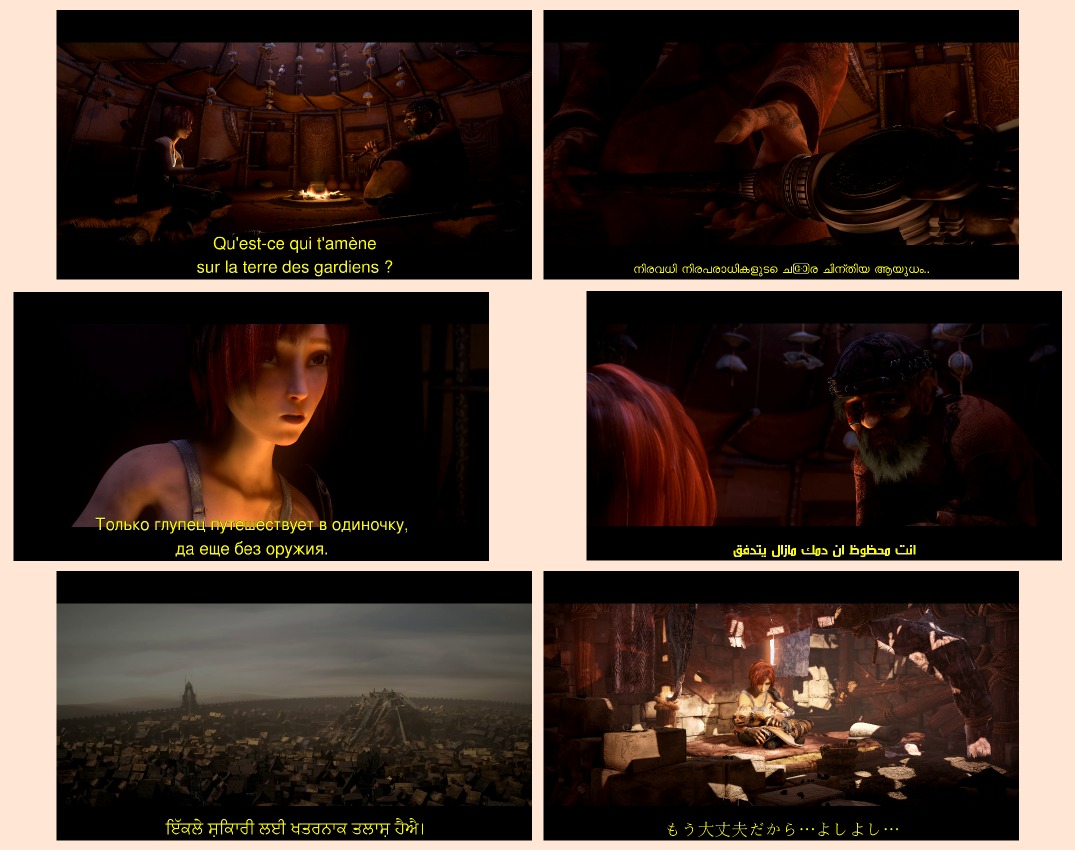 Qu'est-ce qui t'amène
sur la terre des gardiens ?
നിരവധി നിരപരാധികളുടെ ചോര ചിന്തിയ ആയുധം..
Только глупец путешествует в одиночку,
да еще без оружия.
انت محظوظ ان دمك مازال يتدفق
ਇੱਕਲੇ ਸ਼ਿਕਾਰੀ ਲਈ ਖਤਰਨਾਕ ਤਲਾਸ਼ ਹੈਐ।
もう大丈夫だから…よしよし…